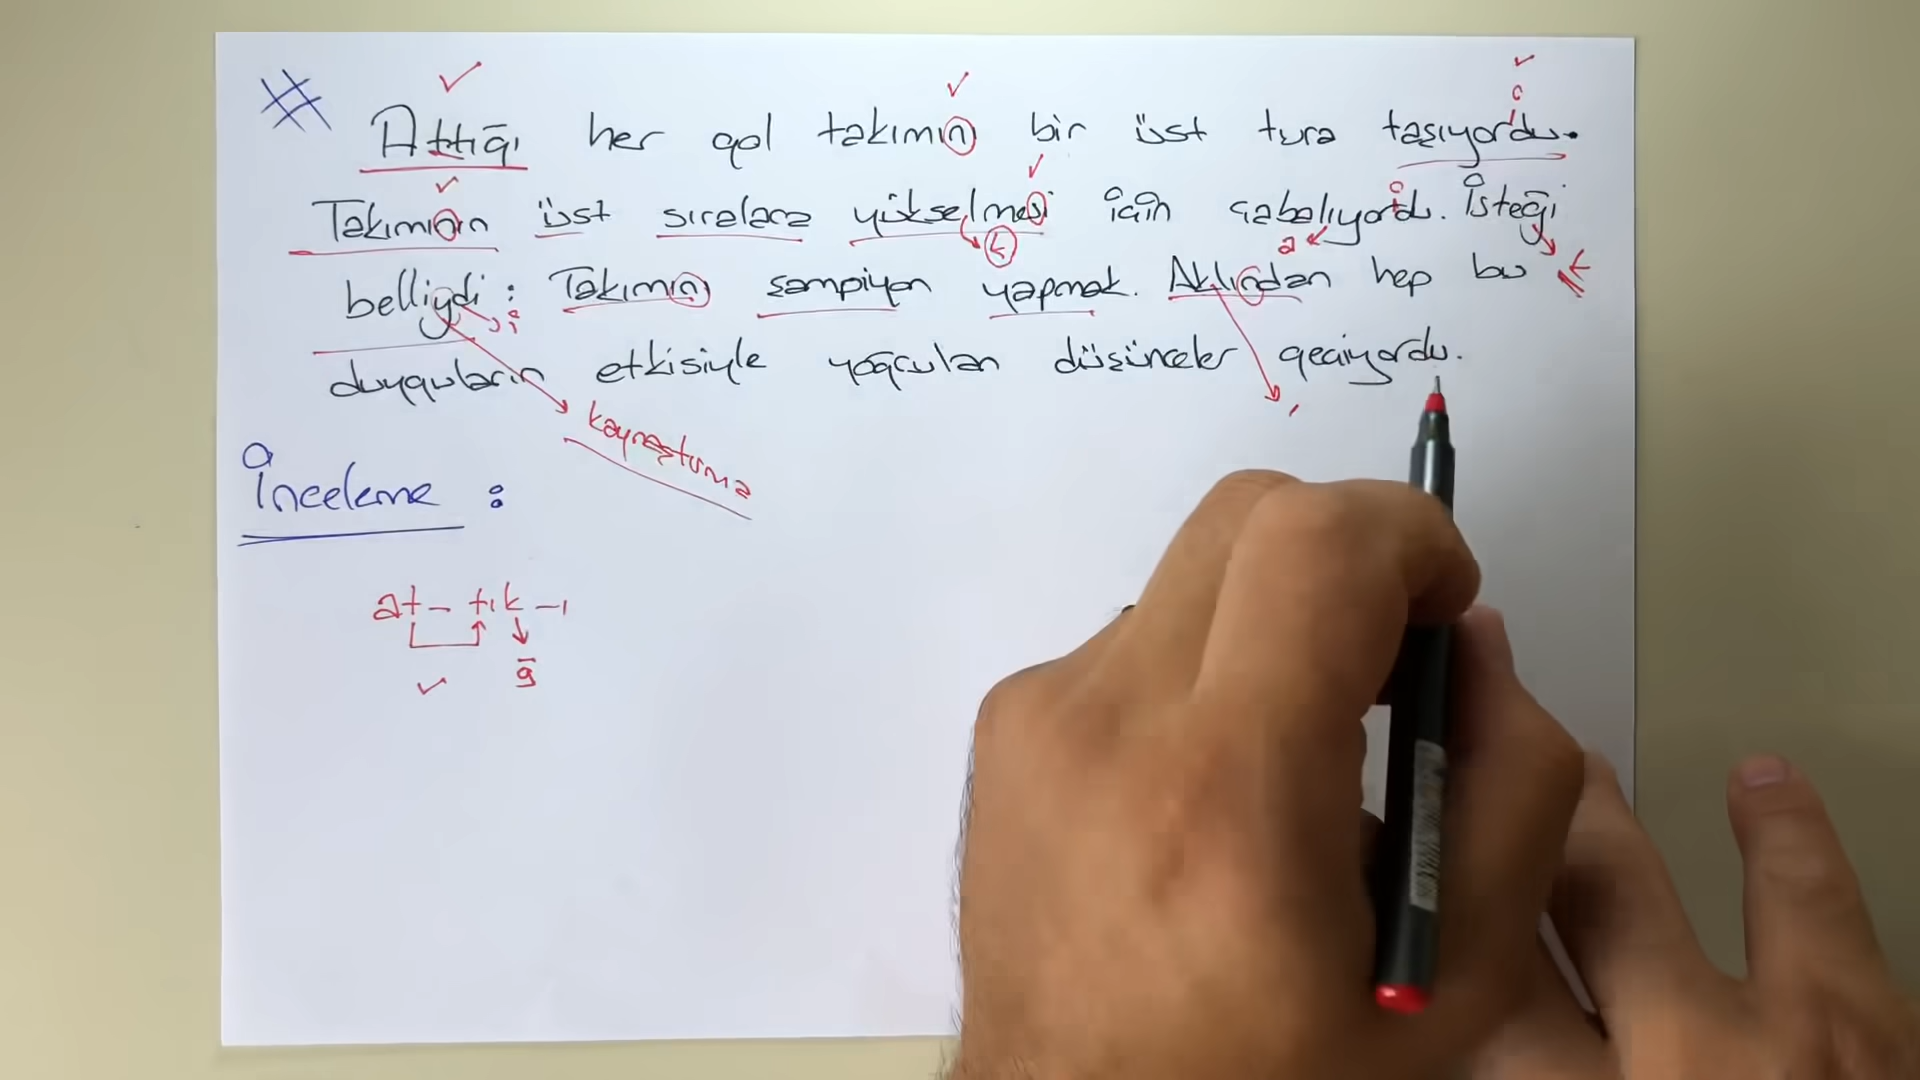 Attığı her gol takımını bir üst tura taşıyordu.
Takımının üst sıralara yükselmesi için çabalıyordu. İsteği
belliydi: Takımını şampiyon yapmak. Aklından hep bu
duyguların etkisiyle yoğrulan düşünceler geçiyordu.
k
a
i
kaynaştırma
İnceleme :
at - tık - ı
ğ